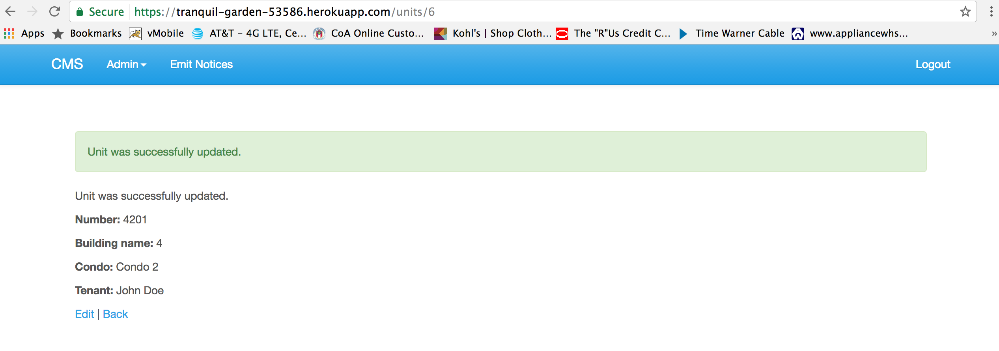 Secure https://tranquil-garden-53586.herokuapp.com/units/6
Apps Bookmarks vMobile AT&T – 4G LTE, Ce... CoA Online Custo... Kohl's | Shop Cloth... The "R"Us Credit C... Time Warner Cable www.appliancewhs... »
CMS Admin Emit Notices Logout
Unit was successfully updated.
Unit was successfully updated.
Number: 4201
Building name: 4
Condo: Condo 2
Tenant: John Doe
Edit | Back